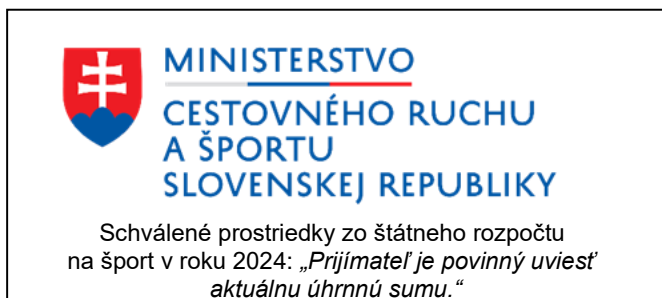 MINISTERSTVO
CESTOVNÉHO RUCHU
A ŠPORTU
SLOVENSKEJ REPUBLIKY
Schválené prostriedky zo štátneho rozpočtu
na šport v roku 2024: „Prijímateľ je povinný uviesť
aktuálnu úhrnnú sumu.“